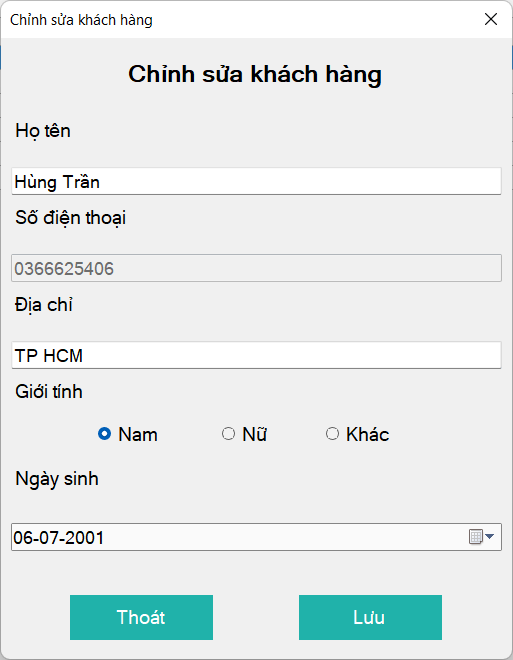 Chỉnh sửa khách hàng
Chỉnh sửa khách hàng
Họ tên
Hùng Trần
Số điện thoại
0366625406
Địa chỉ
TP HCM
Giới tính
Nam Nữ Khác
Ngày sinh
06-07-2001
Thoát Lưu